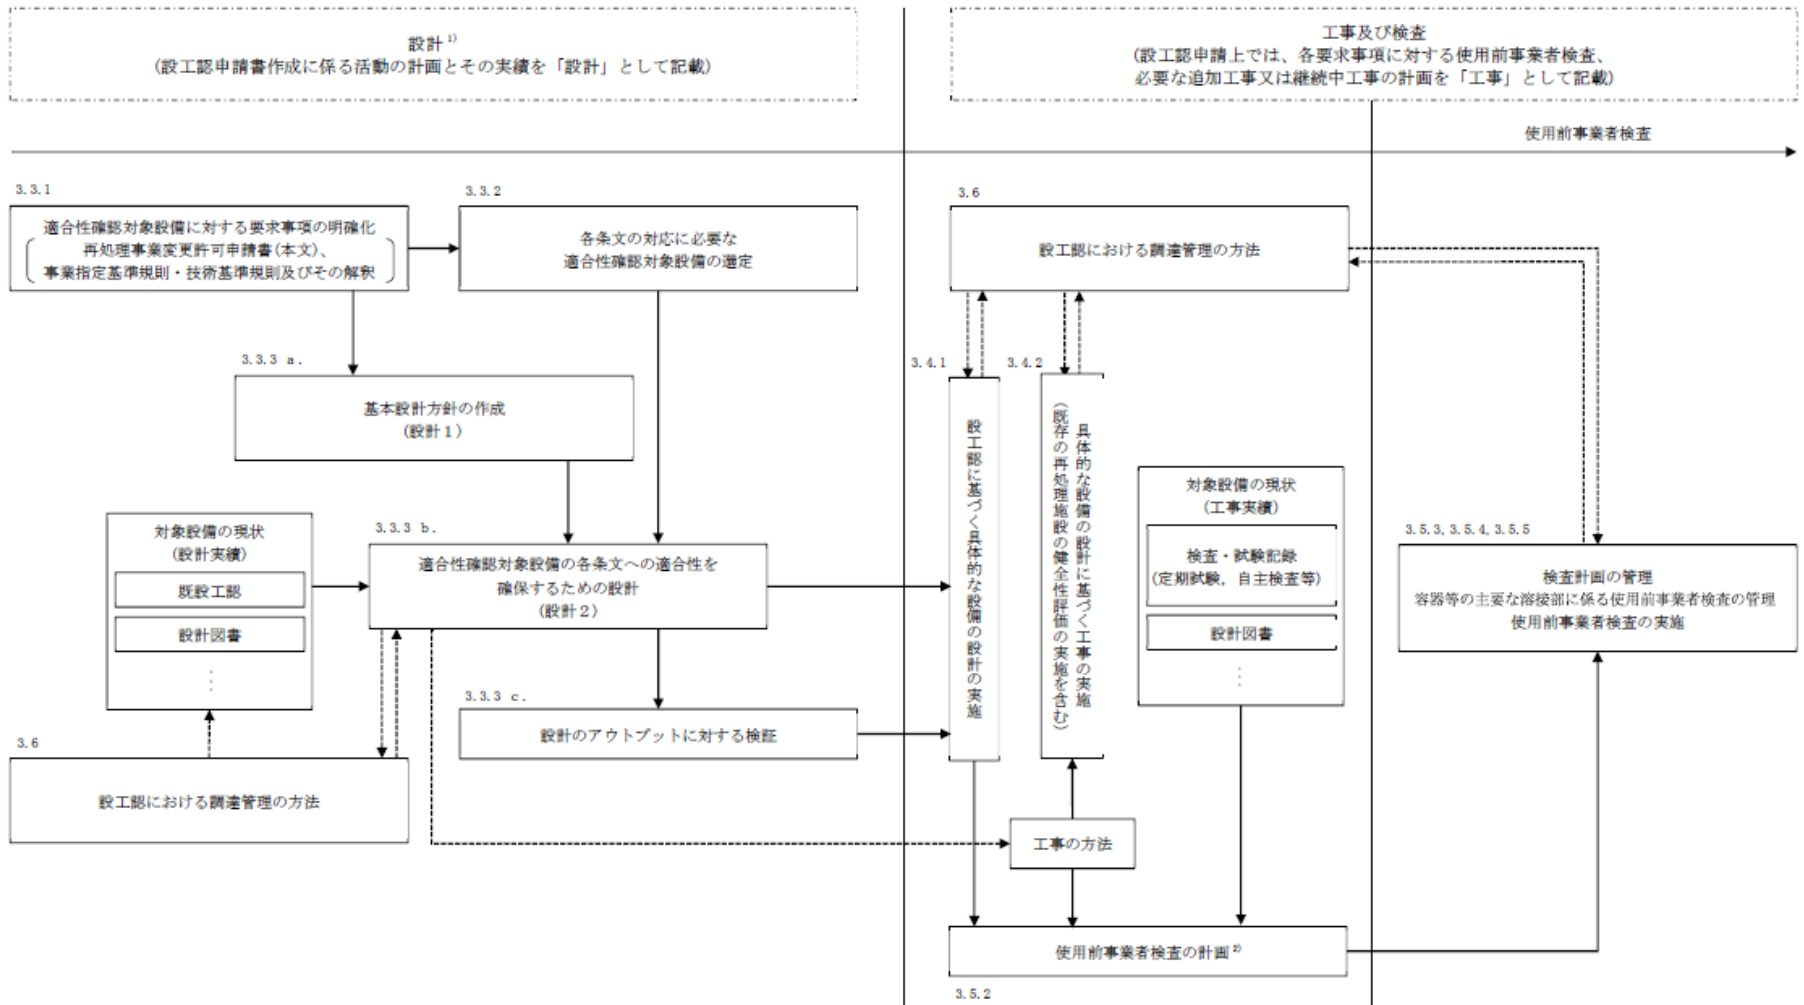 設計 1)
(設工認申請書作成に係る活動の計画とその実績を「設計」として記載)
工事及び検査
(設工認申請上では、各要求事項に対する使用前事業者検査、
必要な追加工事又は継続中工事の計画を「工事」として記載)
使用前事業者検査
3.3.1
適合性確認対象設備に対する要求事項の明確化
再処理事業変更許可申請書(本文)、
事業指定基準規則・技術基準規則及びその解釈
3.3.2
各条文の対応に必要な
適合性確認対象設備の選定
3.3.3 a.
基本設計方針の作成
(設計１)
対象設備の現状
(設計実績)
既設工認
設計図書
⋮
3.3.3 b.
適合性確認対象設備の各条文への適合性を
確保するための設計
(設計２)
3.3.3 c.
設計のアウトプットに対する検証
3.6
設工認における調達管理の方法
3.6
設工認における調達管理の方法
3.4.1
設工認に基づく具体的な設備の設計の実施
3.4.2
具体的な設備の設計に基づく工事の実施
(既存の再処理施設の健全性評価の実施を含む)
対象設備の現状
(工事実績)
検査・試験記録
(定期試験, 自主検査等)
設計図書
⋮
工事の方法
使用前事業者検査の計画 2)
3.5.2
3.5.3, 3.5.4, 3.5.5
検査計画の管理
容器等の主要な溶接部に係る使用前事業者検査の管理
使用前事業者検査の実施